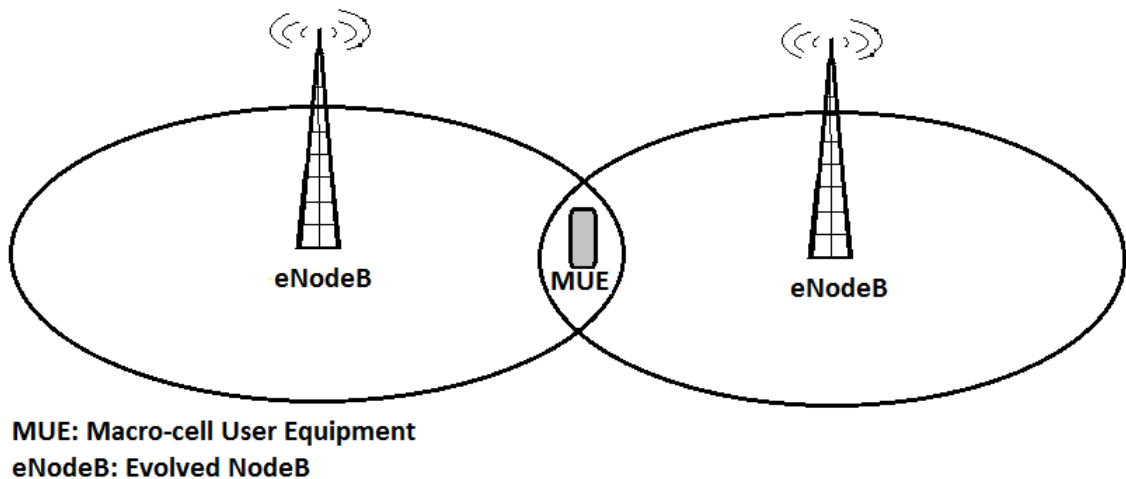 eNodeB
MUE
eNodeB
MUE: Macro-cell User Equipment
eNodeB: Evolved NodeB